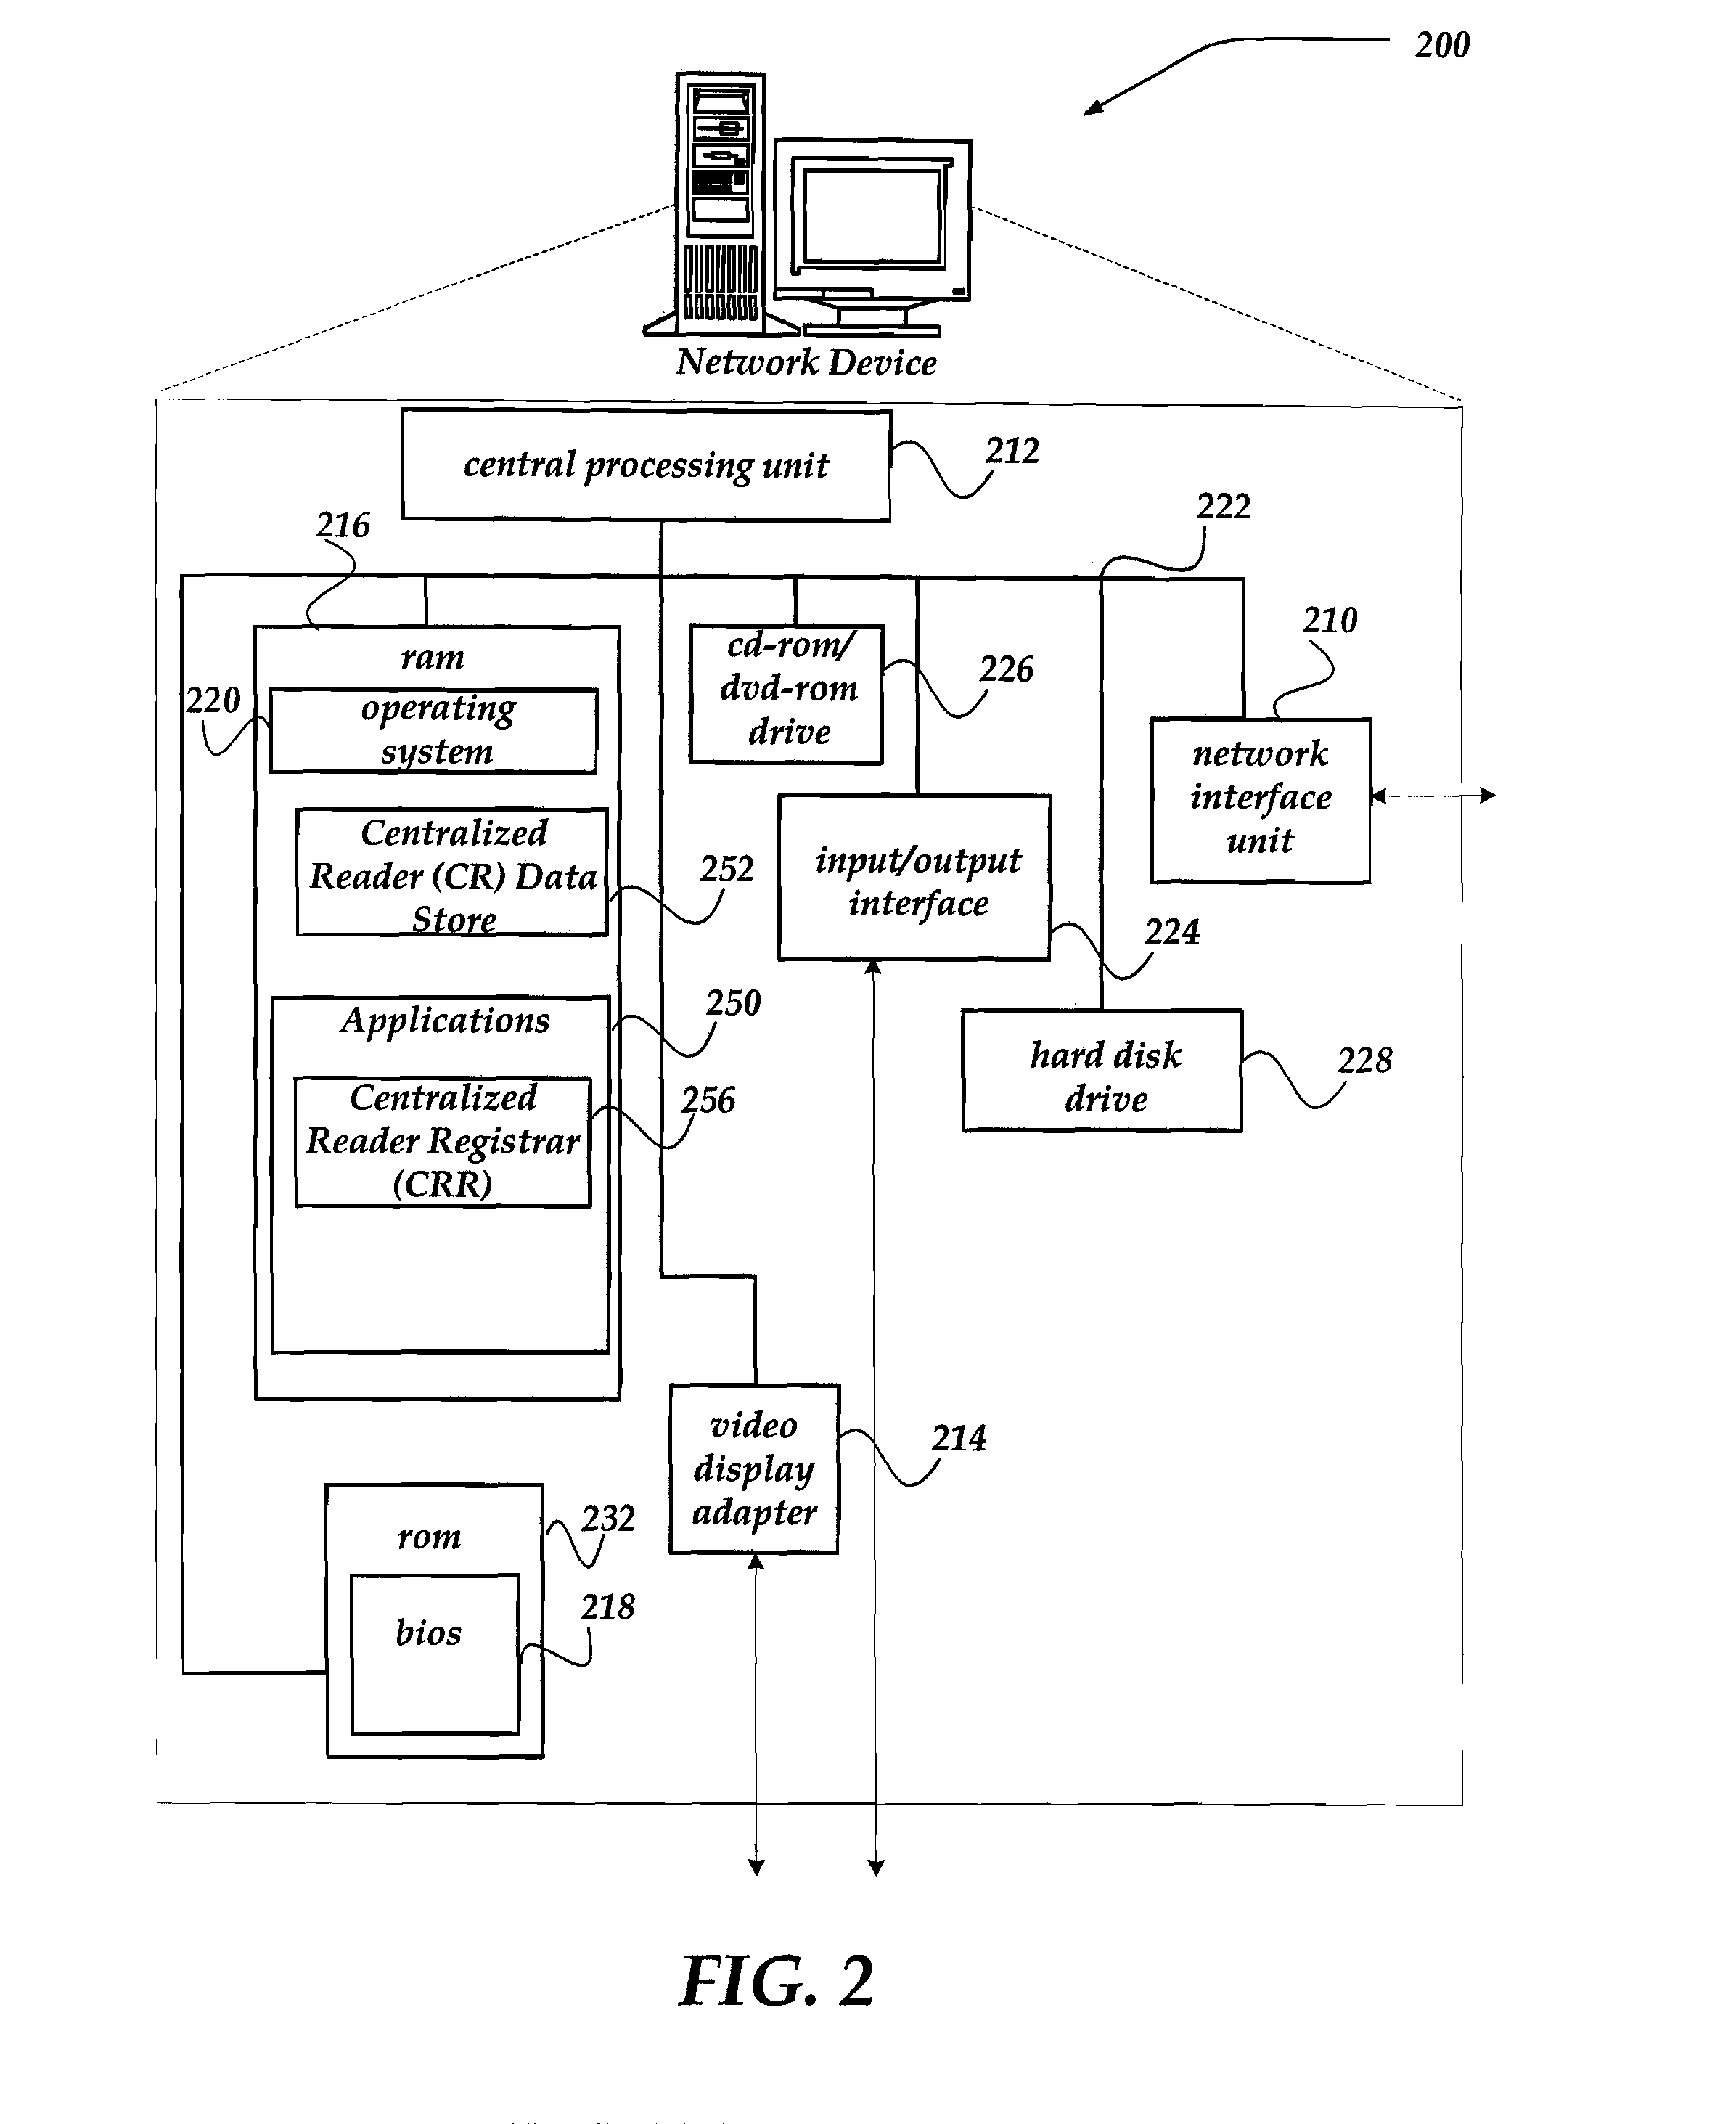 200
Network Device
central processing unit
212
222
216
210
ram
cd-rom/
dvd-rom
drive
226
220
operating
system
network
interface
unit
Centralized
Reader (CR) Data
Store
252
input/output
interface
224
250
Applications
hard disk
drive
228
256
Centralized
Reader Registrar
(CRR)
video
display
adapter
214
232
rom
218
bios
FIG. 2